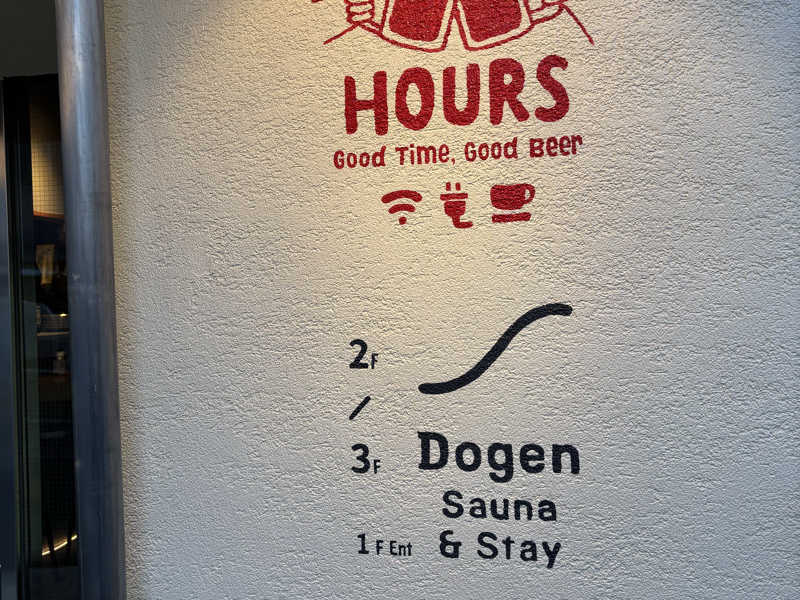 HOURS
Good Time, Good Beer
2F
/
3F
Dogen
Sauna
1F Ent
& Stay